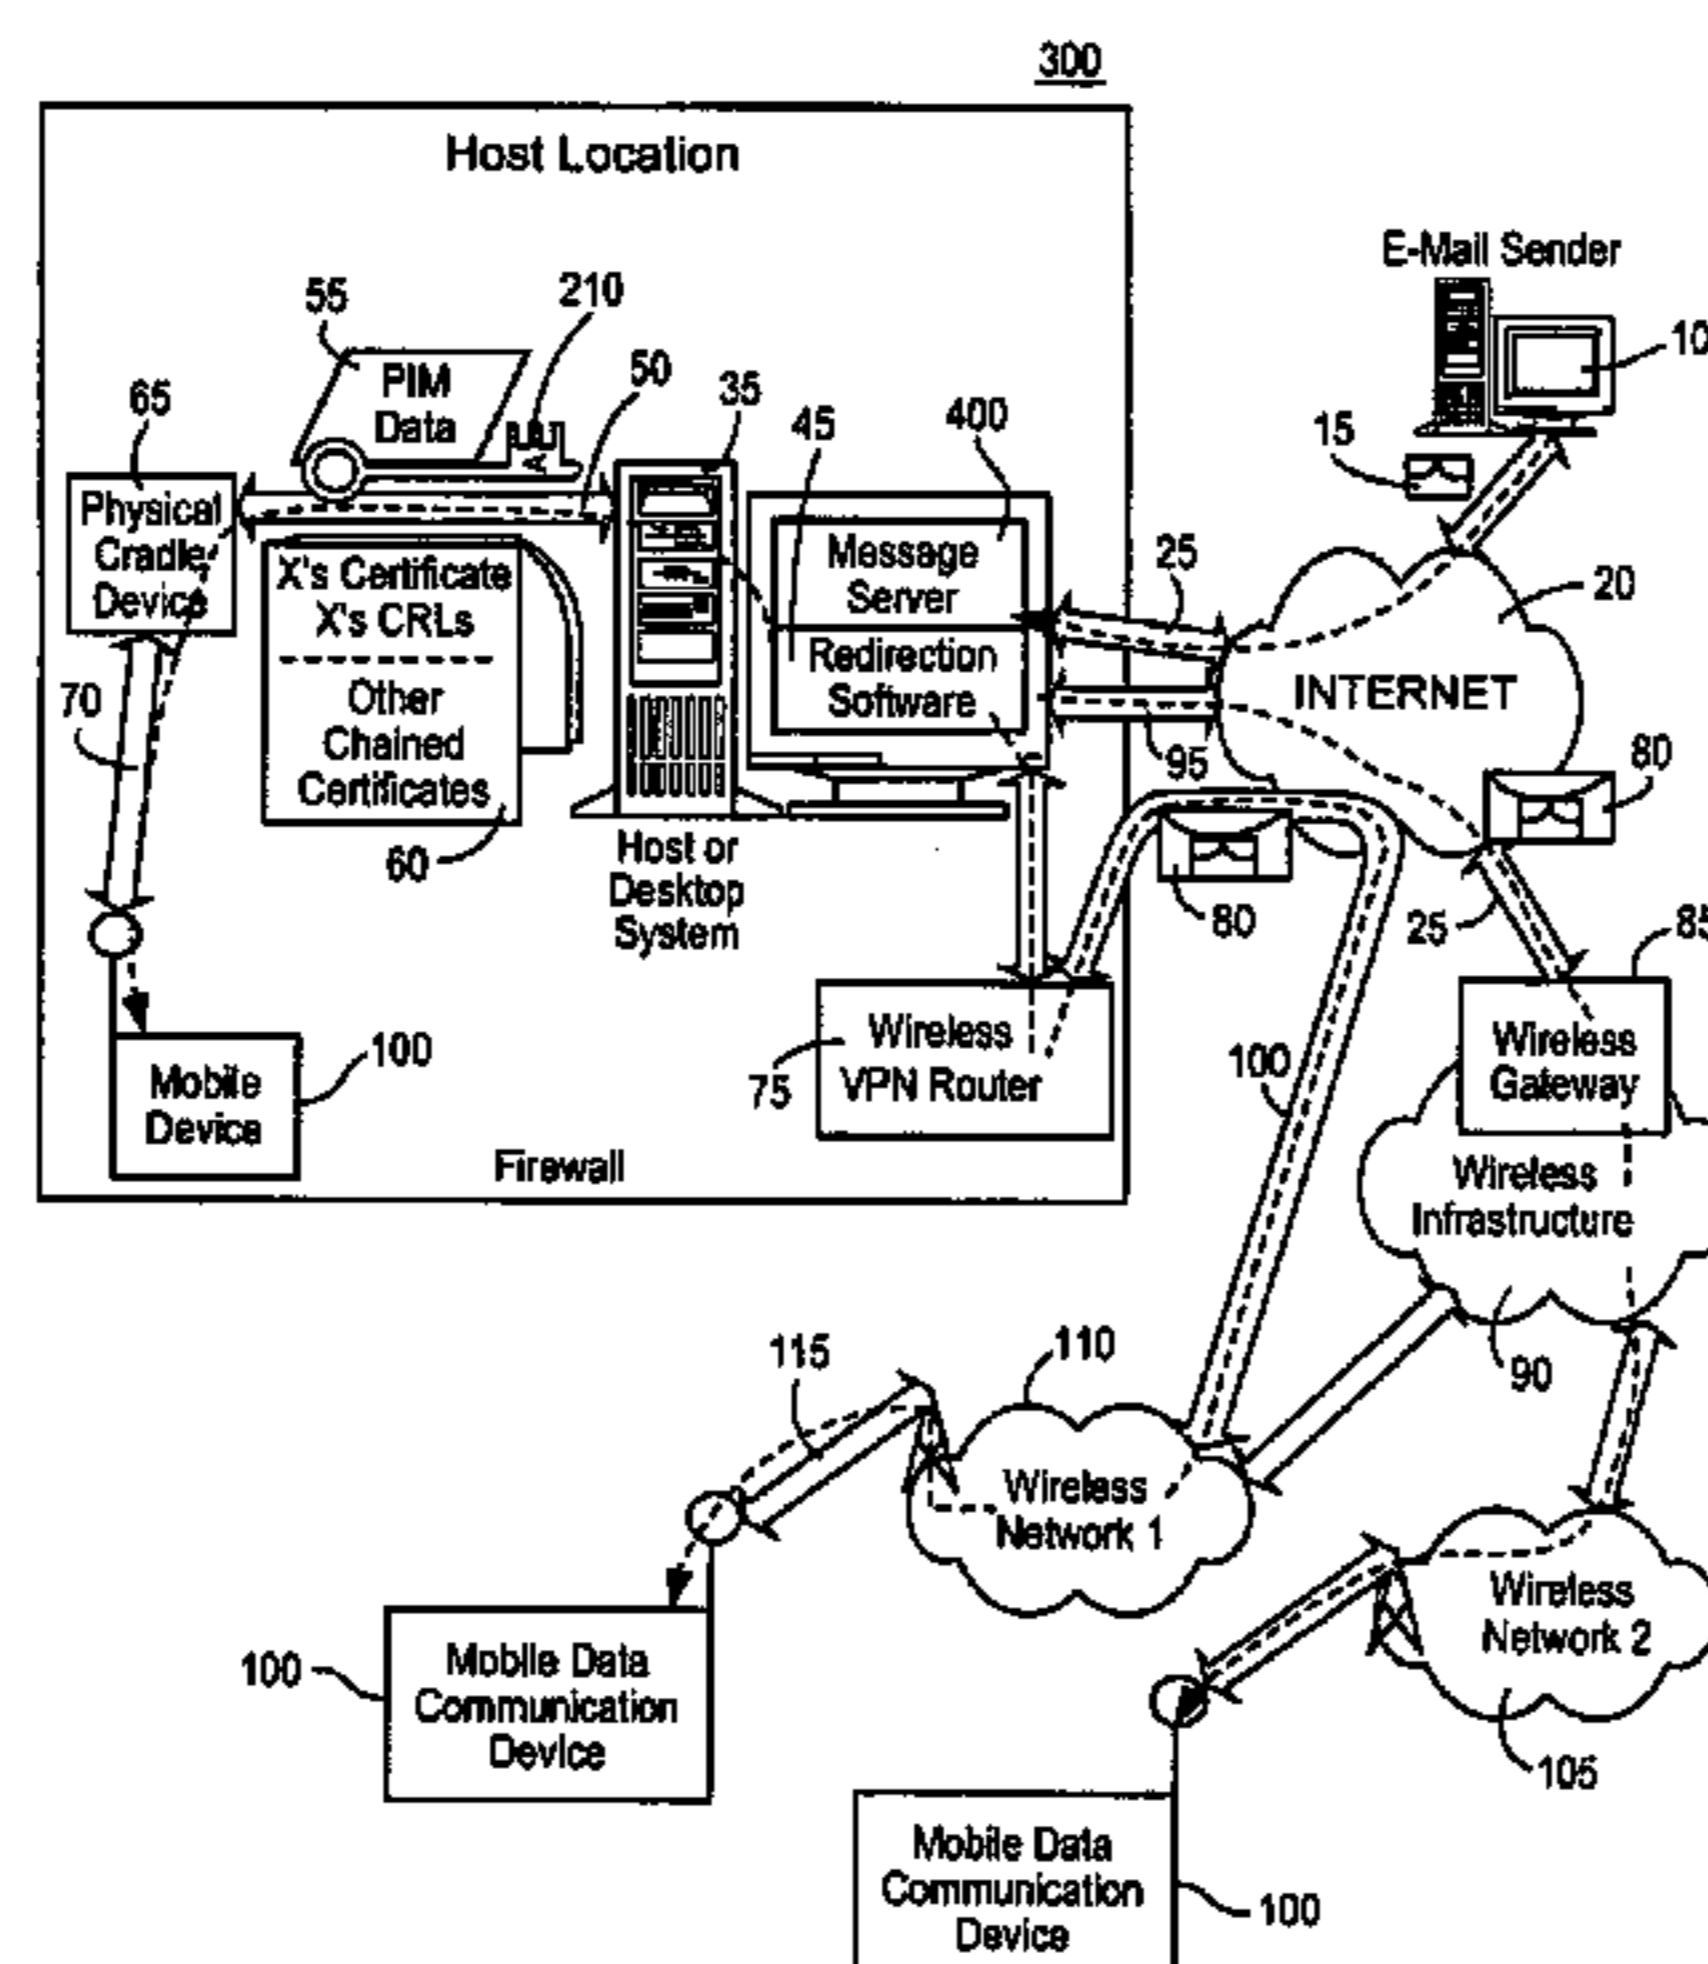 300
Host Location
E-Mail Sender
10
15
55
210
50
35
45
400
65
PIM
Data
A
Physical
Cradle
Device
X's Certificate
X's CRLs
Other
Chained
Certificates
60
Message
Server
Redirection
Software
25
20
INTERNET
95
80
70
Host or
Desktop
System
80
25
85
Wireless
VPN Router
75
100
Wireless
Gateway
Mobile
Device
100
Firewall
Wireless
Infrastructure
90
115
110
Wireless
Network 1
Wireless
Network 2
105
100
Mobile Data
Communication
Device
Mobile Data
Communication
Device
100